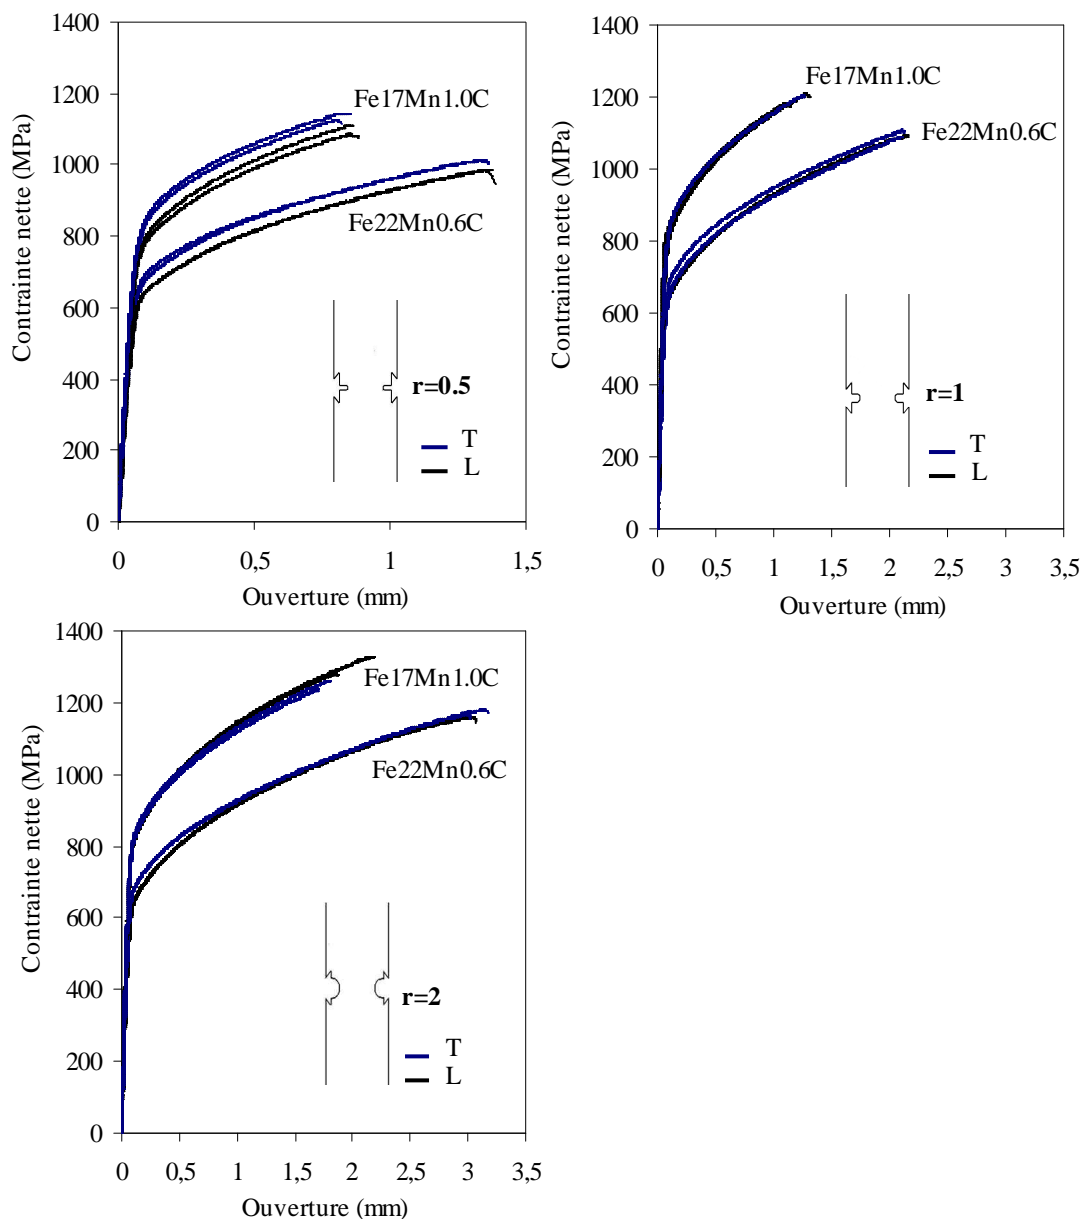 1400
1200
1000
800
600
400
200
0
Contrainte nette (MPa)
Fe17Mn1.0C
Fe22Mn0.6C
r=0.5
T
L
0
0,5
1
1,5
Ouverture (mm)
1400
1200
1000
800
600
400
200
0
Contrainte nette (MPa)
Fe17Mn1.0C
Fe22Mn0.6C
r=1
T
L
0
0,5
1
1,5
2
2,5
3
3,5
Ouverture (mm)
1400
1200
1000
800
600
400
200
0
Contrainte nette (MPa)
Fe17Mn1.0C
Fe22Mn0.6C
r=2
T
L
0
0,5
1
1,5
2
2,5
3
3,5
Ouverture (mm)